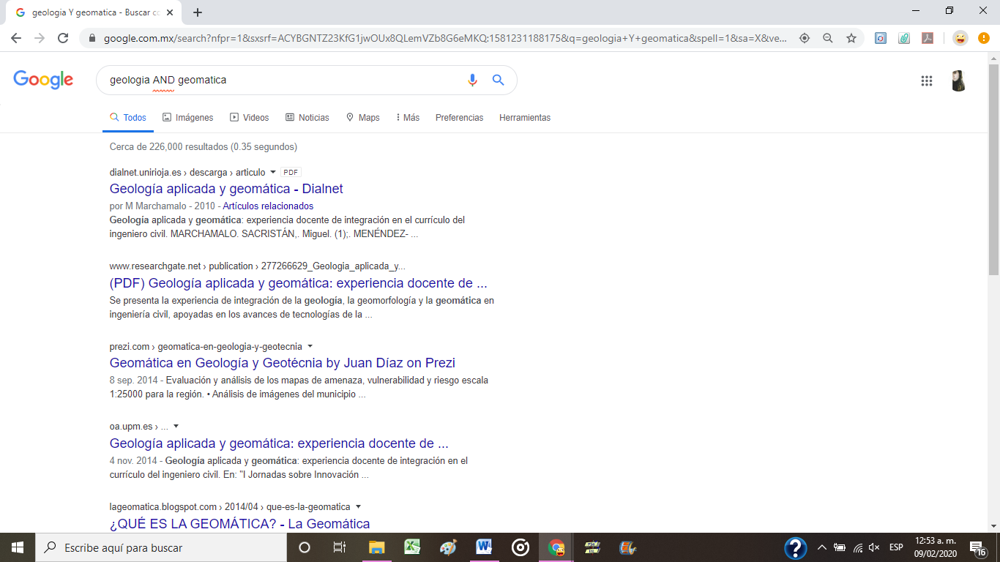 geologia Y geomatica - Buscar co
google.com.mx/search?nfpr=1&sxsrf=ACYBGNTZ23KfG1jwOUx8QLemVZb8G6eMKQ:1581231188175&q=geologia+Y+geomatica&spell=1&sa=X&ve...
Google
geologia AND geomatica
Todos Imágenes Videos Noticias Maps Más Preferencias Herramientas
Cerca de 226,000 resultados (0.35 segundos)
dialnet.unirioja.es › descarga › articulo PDF
Geología aplicada y geomática - Dialnet
por M Marchamalo - 2010 - Artículos relacionados
Geología aplicada y geomática: experiencia docente de integración en el currículo del
ingeniero civil. MARCHAMALO. SACRISTÁN,. Miguel. (1);. MENÉNDEZ- ...
www.researchgate.net › publication › 277266629_Geologia_aplicada_y...
(PDF) Geología aplicada y geomática: experiencia docente de ...
Se presenta la experiencia de integración de la geología, la geomorfología y la geomática en
ingeniería civil, apoyadas en los avances de tecnologías de la ...
prezi.com › geomatica-en-geologia-y-geotecnia
Geomática en Geología y Geotécnia by Juan Díaz on Prezi
8 sep. 2014 - Evaluación y análisis de los mapas de amenaza, vulnerabilidad y riesgo escala
1:25000 para la región. • Análisis de imágenes del municipio ...
oa.upm.es › ...
Geología aplicada y geomática: experiencia docente de ...
4 nov. 2014 - Geología aplicada y geomática: experiencia docente de integración en el
currículo del ingeniero civil. En: "I Jornadas sobre Innovación ...
lageomatica.blogspot.com › 2014/04 › que-es-la-geomatica
¿QUÉ ES LA GEOMÁTICA? - La Geomática
Escribe aquí para buscar
ESP
12:53 a. m.
09/02/2020
16